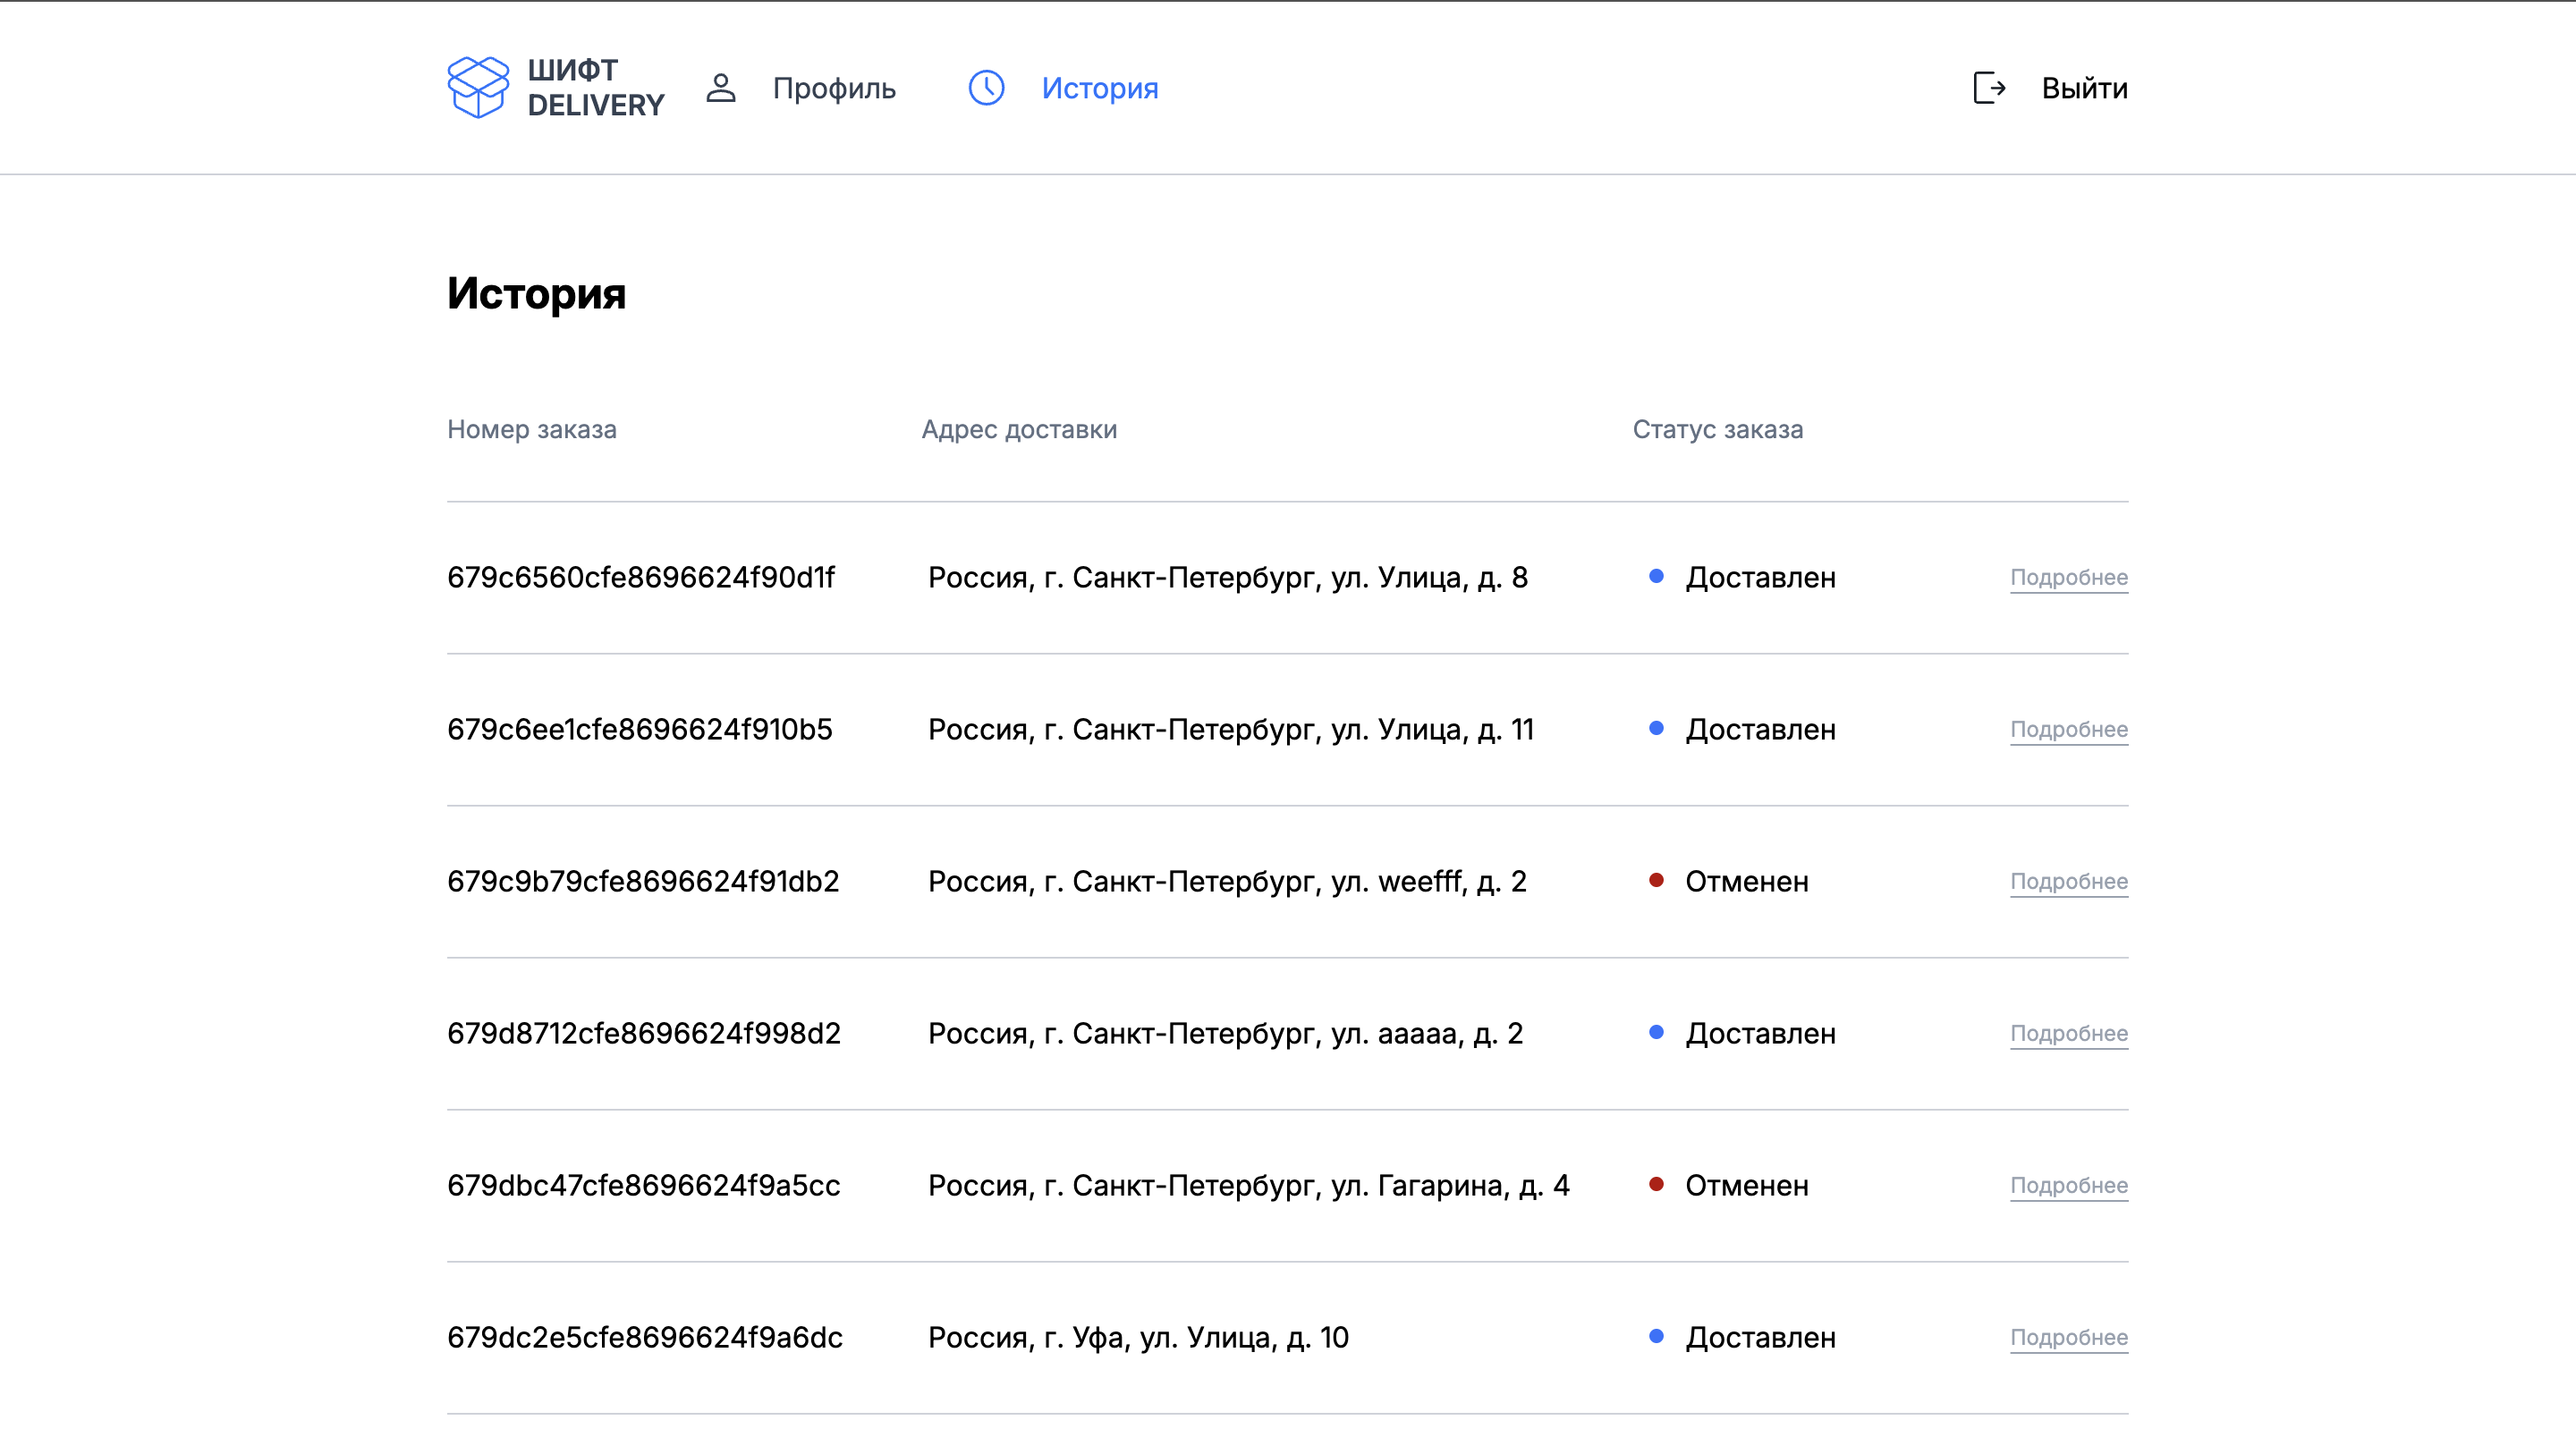 ШИФТ
DELIVERY
Профиль
История
Выйти
История
Номер заказа Адрес доставки Статус заказа
679c6560cfe8696624f90d1f Россия, г. Санкт-Петербург, ул. Улица, д. 8 Доставлен Подробнее
679c6ee1cfe8696624f910b5 Россия, г. Санкт-Петербург, ул. Улица, д. 11 Доставлен Подробнее
679c9b79cfe8696624f91db2 Россия, г. Санкт-Петербург, ул. weefff, д. 2 Отменен Подробнее
679d8712cfe8696624f998d2 Россия, г. Санкт-Петербург, ул. ааааа, д. 2 Доставлен Подробнее
679dbc47cfe8696624f9a5cc Россия, г. Санкт-Петербург, ул. Гагарина, д. 4 Отменен Подробнее
679dc2e5cfe8696624f9a6dc Россия, г. Уфа, ул. Улица, д. 10 Доставлен Подробнее